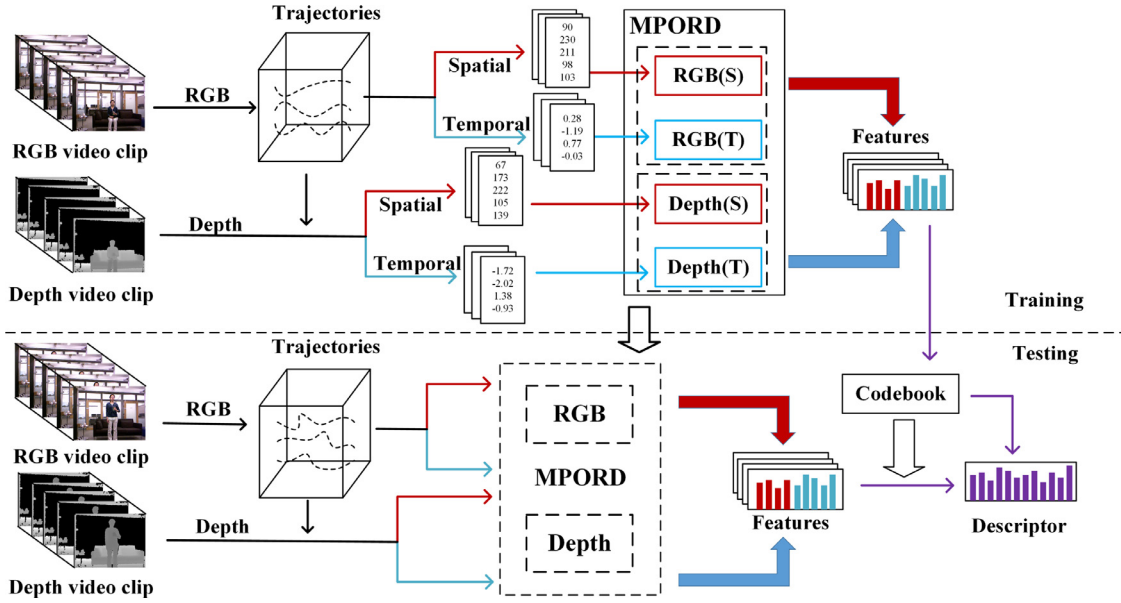 Trajectories
RGB
RGB video clip
Spatial
Temporal
90
230
211
98
103
0.28
-1.19
0.77
-0.03
MPORD
RGB(S)
RGB(T)
Depth(S)
Depth(T)
Features
Depth
Depth video clip
Spatial
Temporal
67
173
222
105
139
-1.72
-2.02
1.38
-0.93
Training
Testing
Trajectories
RGB
RGB video clip
Depth
Depth video clip
RGB
MPORD
Depth
Features
Codebook
Descriptor